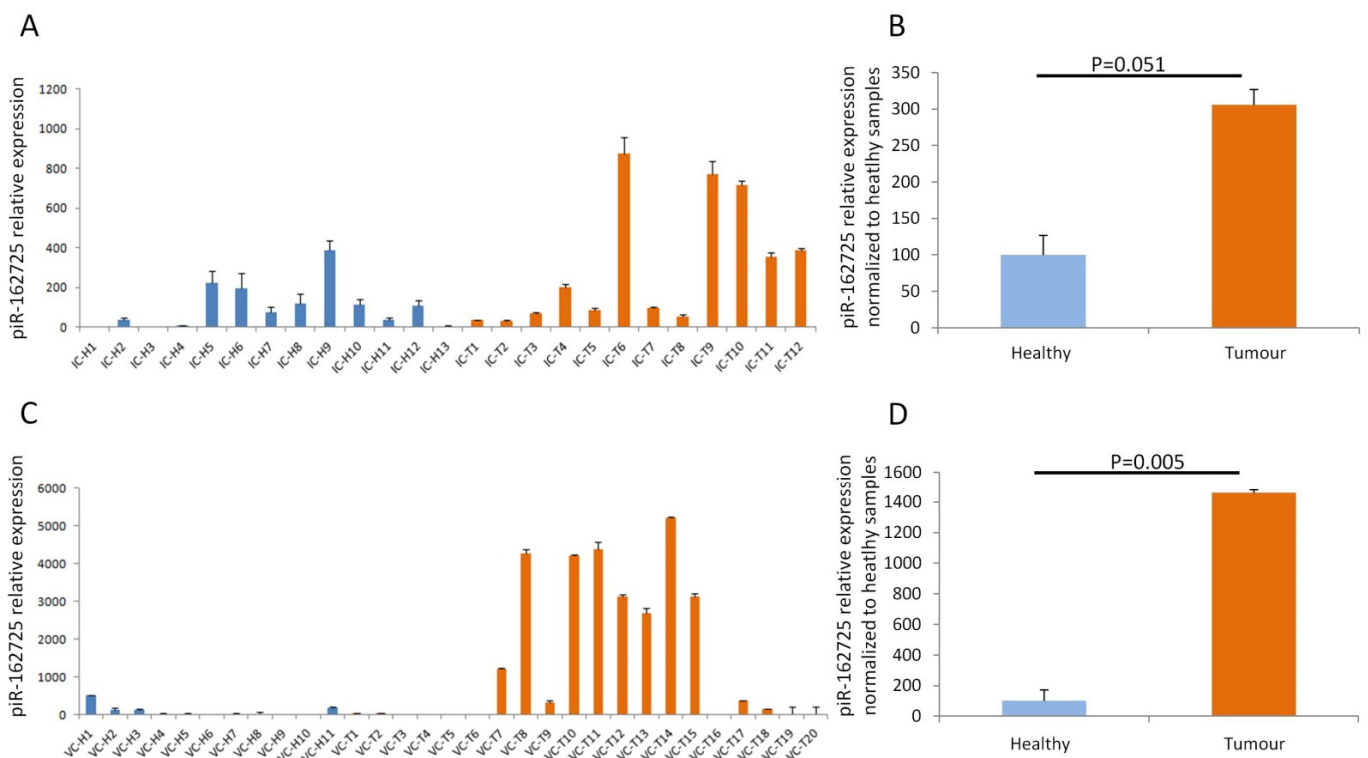 A
piR-162725 relative expression
1200
1000
800
600
400
200
0
IC-H1 IC-H2 IC-H3 IC-H4 IC-H5 IC-H6 IC-H7 IC-H8 IC-H9 IC-H10 IC-H11 IC-H12 IC-H13 IC-T1 IC-T2 IC-T3 IC-T4 IC-T5 IC-T6 IC-T7 IC-T8 IC-T9 IC-T10 IC-T11 IC-T12
B
piR-162725 relative expression
normalized to heatlhy samples
P=0.051
350
300
250
200
150
100
50
0
Healthy Tumour
C
piR-162725 relative expression
6000
5000
4000
3000
2000
1000
0
VC-H1 VC-H2 VC-H3 VC-H4 VC-H5 VC-H6 VC-H7 VC-H8 VC-H9 VC-H10 VC-H11 VC-T1 VC-T2 VC-T3 VC-T4 VC-T5 VC-T6 VC-T7 VC-T8 VC-T9 VC-T10 VC-T11 VC-T12 VC-T13 VC-T14 VC-T15 VC-T16 VC-T17 VC-T18 VC-T19 VC-T20
D
piR-162725 relative expression
normalized to heatlhy samples
P=0.005
1600
1400
1200
1000
800
600
400
200
0
Healthy Tumour